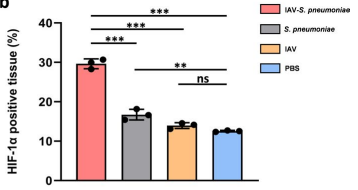 b
***
***
***
**
ns
HIF-1α positive tissue (%)
40
30
20
10
0
IAV-S. pneumoniae
S. pneumoniae
IAV
PBS